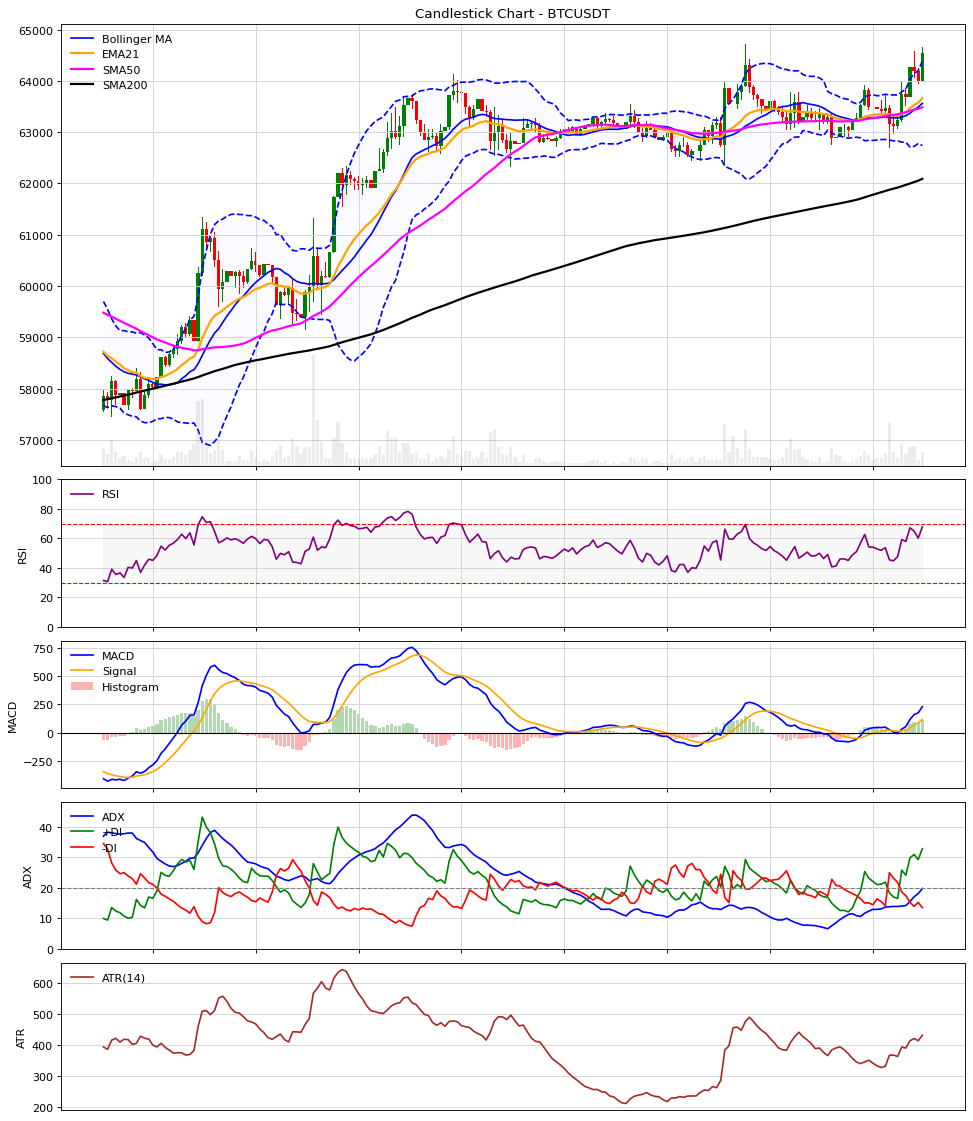 Candlestick Chart - BTCUSDT
65000
64000
63000
62000
61000
60000
59000
58000
57000
Bollinger MA
EMA21
SMA50
SMA200
100
80
60
40
20
0
RSI
RSI
750
500
250
0
−250
MACD
MACD
Signal
Histogram
40
30
20
10
0
ADX
ADX
+DI
-DI
600
500
400
300
200
ATR
ATR(14)